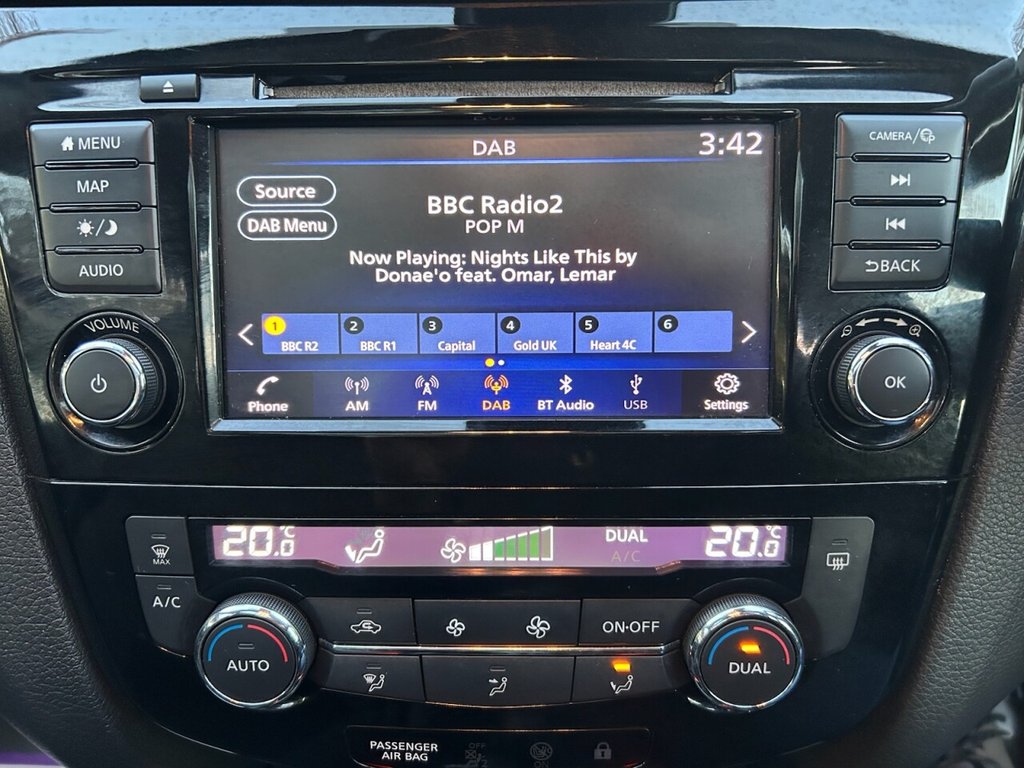 DAB
3:42
MENU
MAP
AUDIO
VOLUME
Source
DAB Menu
BBC Radio2
POP M
Now Playing: Nights Like This by
Donae'o feat. Omar, Lemar
1 BBC R2
2 BBC R1
3 Capital
4 Gold UK
5 Heart 4C
6
Phone
AM
FM
DAB
BT Audio
USB
Settings
CAMERA/
BACK
OK
20.0°C
DUAL
A/C
20.0°C
MAX
A/C
AUTO
ON·OFF
DUAL
PASSENGER
AIR BAG
OFF